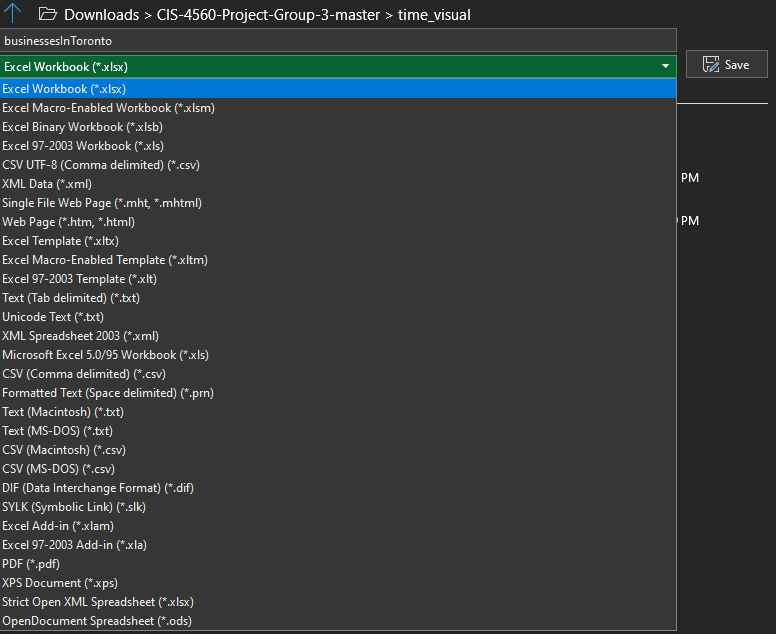 Downloads > CIS-4560-Project-Group-3-master > time_visual
businessesInToronto
Excel Workbook (*.xlsx)
Save
Excel Workbook (*.xlsx)
Excel Macro-Enabled Workbook (*.xlsm)
Excel Binary Workbook (*.xlsb)
Excel 97-2003 Workbook (*.xls)
CSV UTF-8 (Comma delimited) (*.csv)
XML Data (*.xml)
PM
Single File Web Page (*.mht, *.mhtml)
Web Page (*.htm, *.html)
PM
Excel Template (*.xltx)
Excel Macro-Enabled Template (*.xltm)
Excel 97-2003 Template (*.xlt)
Text (Tab delimited) (*.txt)
Unicode Text (*.txt)
XML Spreadsheet 2003 (*.xml)
Microsoft Excel 5.0/95 Workbook (*.xls)
CSV (Comma delimited) (*.csv)
Formatted Text (Space delimited) (*.prn)
Text (Macintosh) (*.txt)
Text (MS-DOS) (*.txt)
CSV (Macintosh) (*.csv)
CSV (MS-DOS) (*.csv)
DIF (Data Interchange Format) (*.dif)
SYLK (Symbolic Link) (*.slk)
Excel Add-in (*.xlam)
Excel 97-2003 Add-in (*.xla)
PDF (*.pdf)
XPS Document (*.xps)
Strict Open XML Spreadsheet (*.xlsx)
OpenDocument Spreadsheet (*.ods)